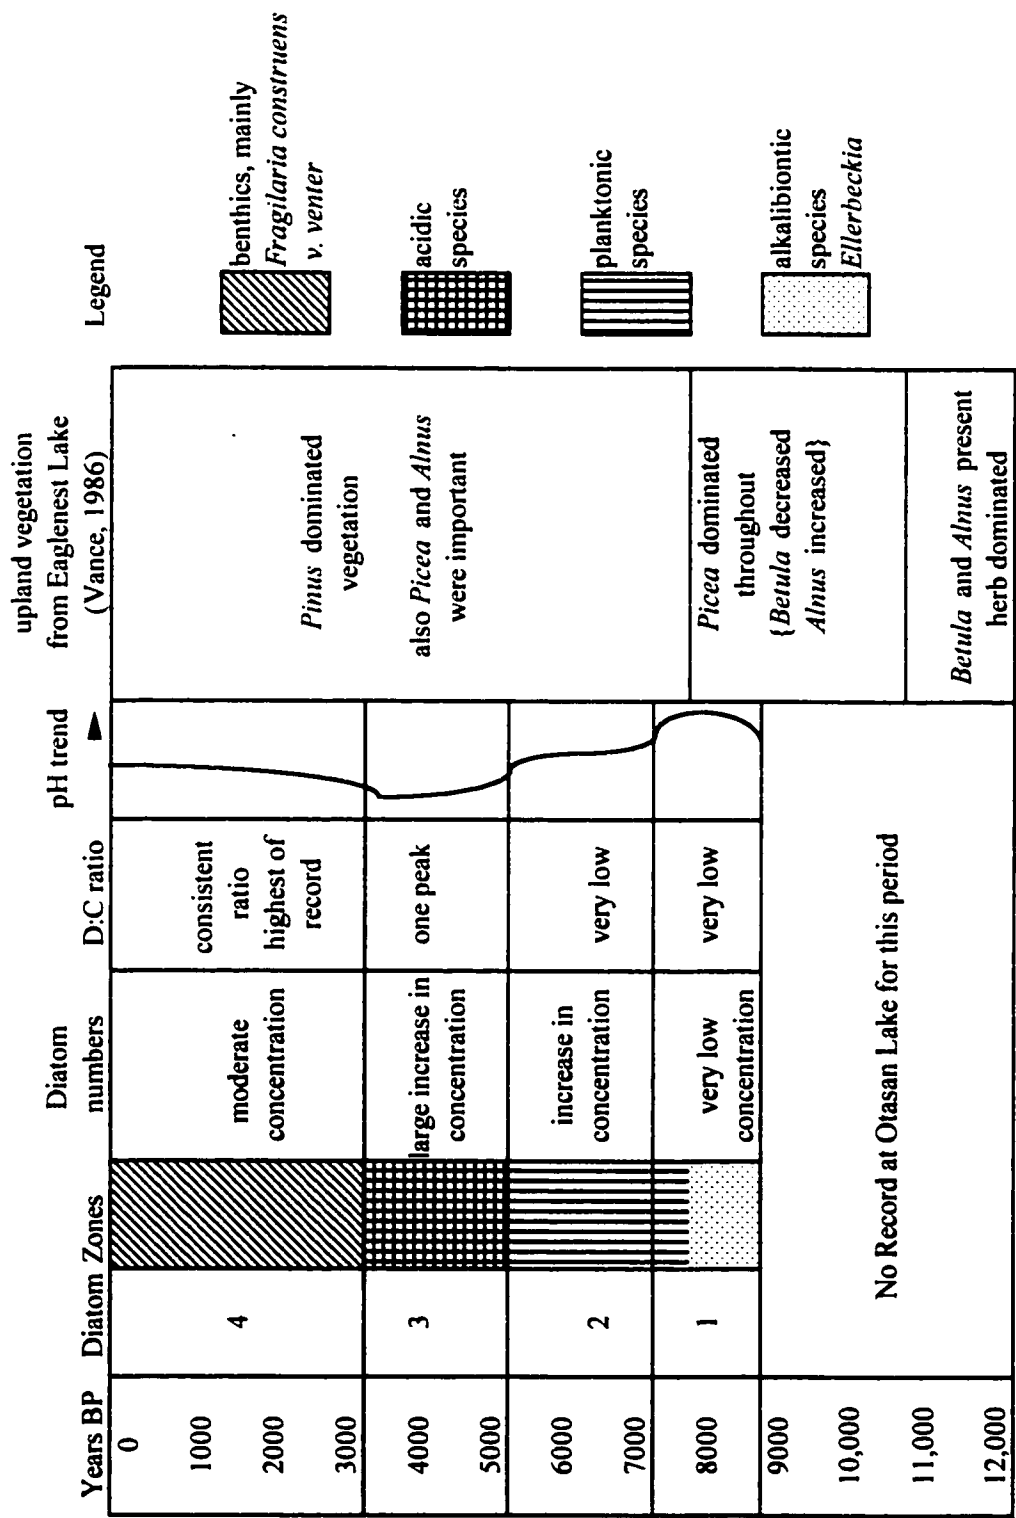 Years BP
Diatom Zones
Diatom
numbers
D:C ratio
pH trend
upland vegetation
from Eaglenest Lake
(Vance, 1986)
0
1000
2000
3000
4000
5000
6000
7000
8000
9000
10,000
11,000
12,000
4
3
2
1
moderate
concentration
large increase in
concentration
increase in
concentration
very low
concentration
consistent
ratio
highest of
record
one peak
very low
very low
Pinus dominated
vegetation
also Picea and Alnus
were important
Picea dominated
throughout
{Betula decreased
Alnus increased}
Betula and Alnus present
herb dominated
No Record at Otasan Lake for this period
Legend
benthics, mainly
Fragilaria construens
v. venter
acidic
species
planktonic
species
alkalibiontic
species
Ellerbeckia